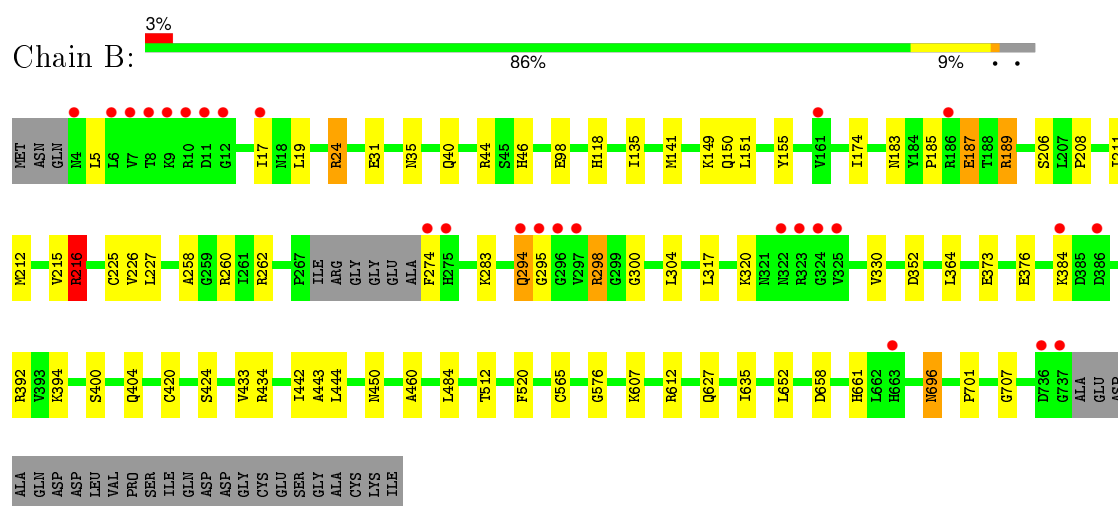 3%
Chain B:
86% 9% • •
MET ASN GLN N4 L5 L6 V7 T8 K9 R10 D11 G12 I17 N18 L19 R24 E31 N35 Q40 R44 S45 H46 E98 H118 I135 M141 K149 Q150 L151 Y155 V161 I174 N183 Y184 P185 R186 E187 T188 R189 S206 L207 P208 I211
M212 V215 R216 C225 V226 L227 A258 G259 R260 I261 R262 P267 ILE ARG GLY GLY GLU ALA F274 H275 K283 Q294 G295 G296 V297 R298 G299 G300 L304 L317 K320 N321 N322 R323 G324 V325 V330 D352 L364 E373 E376 K384 D385 D386
R392 V393 K394 S400 Q404 C420 S424 V433 R434 I442 A443 L444 N450 A460 L484 T512 F520 C565 G576 K607 R612 Q627 I635 L652 D658 H661 L662 H663 N696 P701 G707 D736 G737 ALA GLU ASP
ALA GLN ASP ASP LEU VAL PRO SER ILE GLN ASP ASP GLY CYS GLU SER GLY ALA CYS LYS ILE